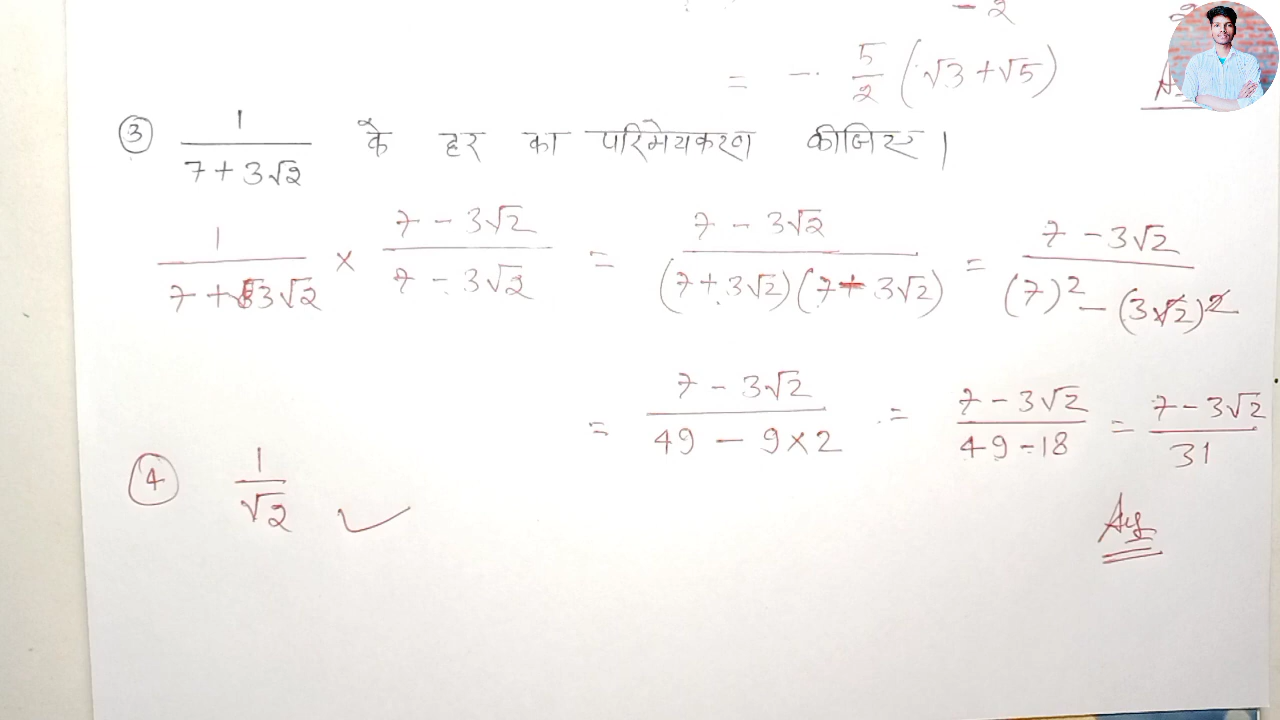 - 2
2
= - 5/2 (√3 + √5)
③ 1/(7 + 3√2) के हर का परिमेयकरण कीजिए।
1/(7 + 3√2) × (7 - 3√2)/(7 - 3√2) = (7 - 3√2)/((7 + 3√2)(7 - 3√2)) = (7 - 3√2)/((7)² - (3√2)²)
= (7 - 3√2)/(49 - 9×2) = (7 - 3√2)/(49 - 18) = (7 - 3√2)/31
④ 1/√2 ✓
Ans